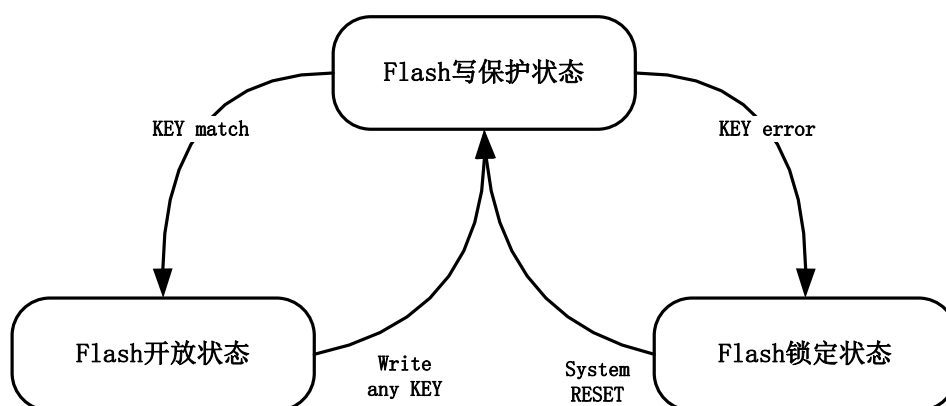 Flash写保护状态
KEY match
KEY error
Flash开放状态
Write
any KEY
System
RESET
Flash锁定状态